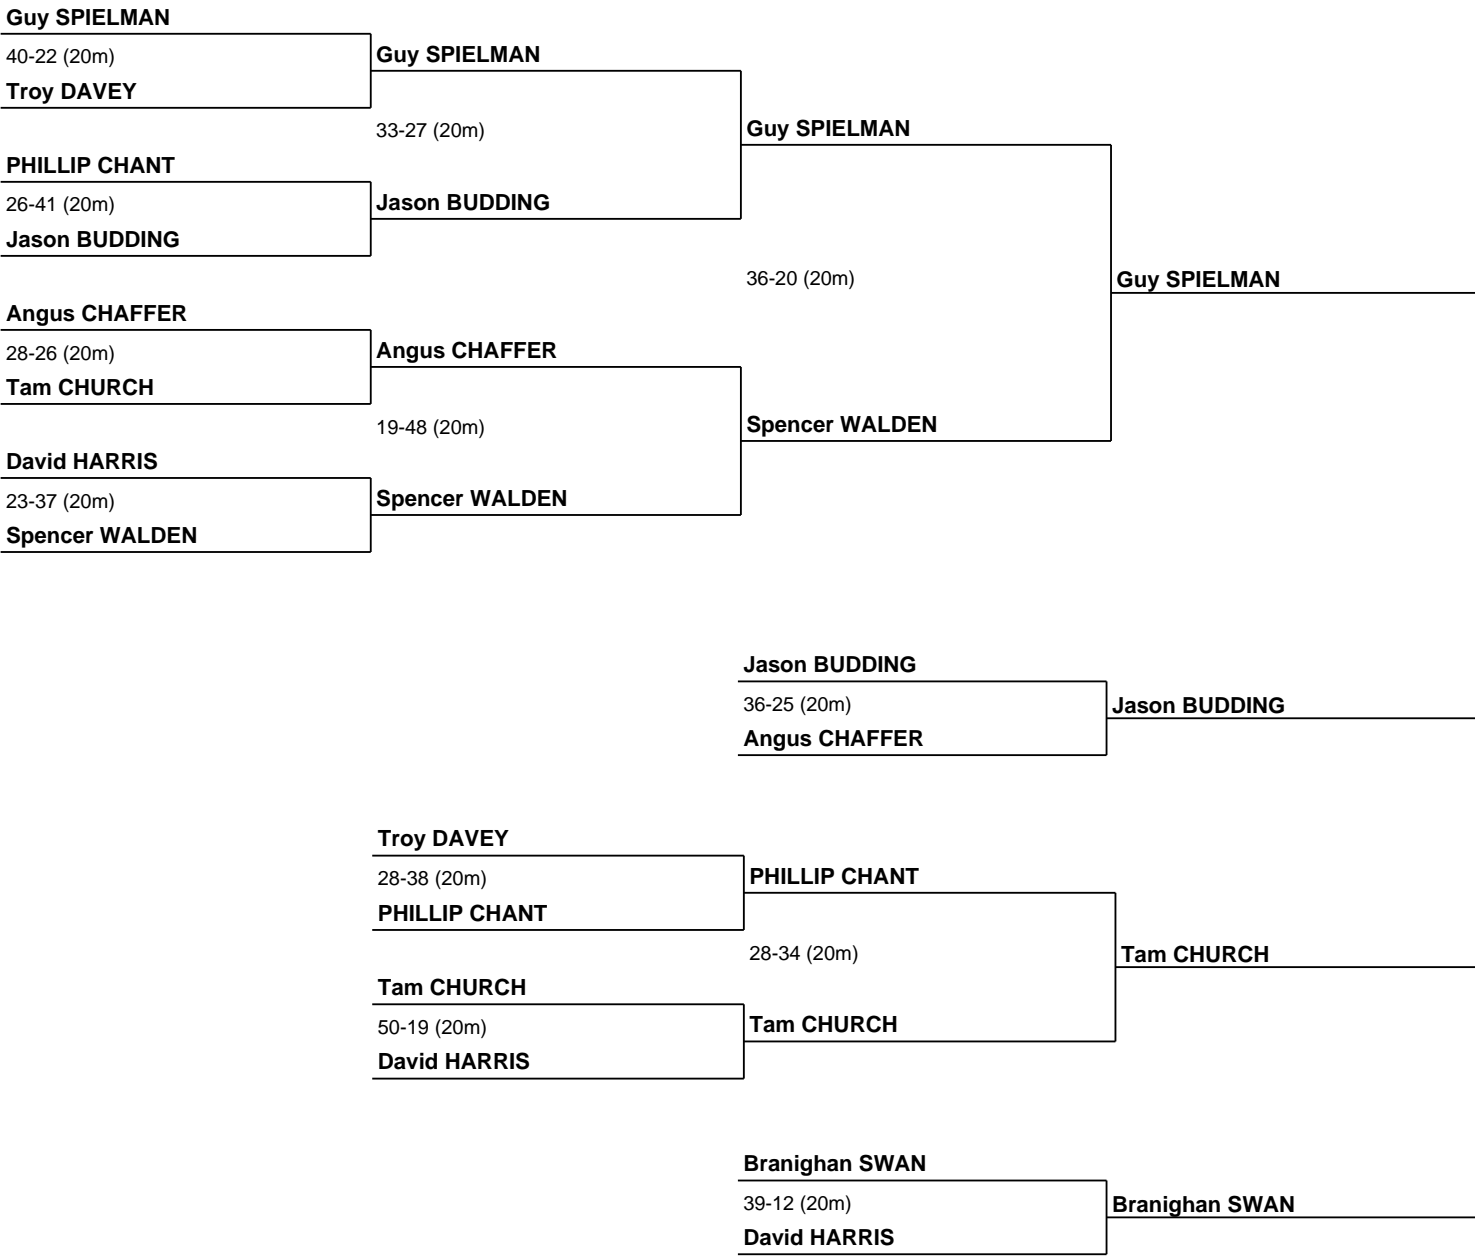 Guy SPIELMAN
40-22 (20m)
Troy DAVEY
Guy SPIELMAN
33-27 (20m)
PHILLIP CHANT
26-41 (20m)
Jason BUDDING
Jason BUDDING
Guy SPIELMAN
36-20 (20m)
Guy SPIELMAN
Angus CHAFFER
28-26 (20m)
Tam CHURCH
Angus CHAFFER
19-48 (20m)
Spencer WALDEN
David HARRIS
23-37 (20m)
Spencer WALDEN
Spencer WALDEN
Jason BUDDING
36-25 (20m)
Angus CHAFFER
Jason BUDDING
Troy DAVEY
28-38 (20m)
PHILLIP CHANT
PHILLIP CHANT
28-34 (20m)
Tam CHURCH
Tam CHURCH
50-19 (20m)
David HARRIS
Tam CHURCH
Branighan SWAN
39-12 (20m)
David HARRIS
Branighan SWAN